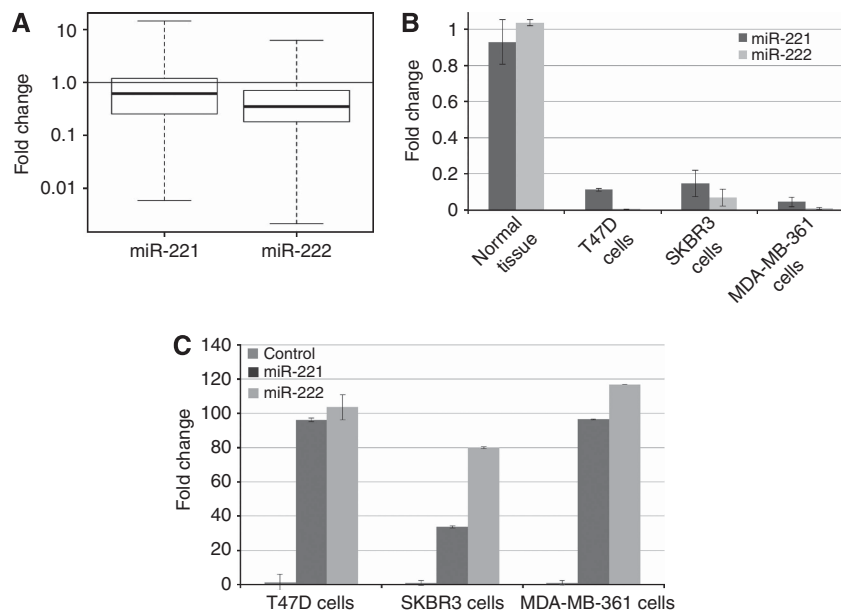 A
Fold change
10
1.0
0.1
0.01
miR-221
miR-222
B
Fold change
1
0.8
0.6
0.4
0.2
0
miR-221
miR-222
Normal
tissue
T47D
cells
SKBR3
cells
MDA-MB-361
cells
C
Fold change
140
120
100
80
60
40
20
0
Control
miR-221
miR-222
T47D cells
SKBR3 cells
MDA-MB-361 cells